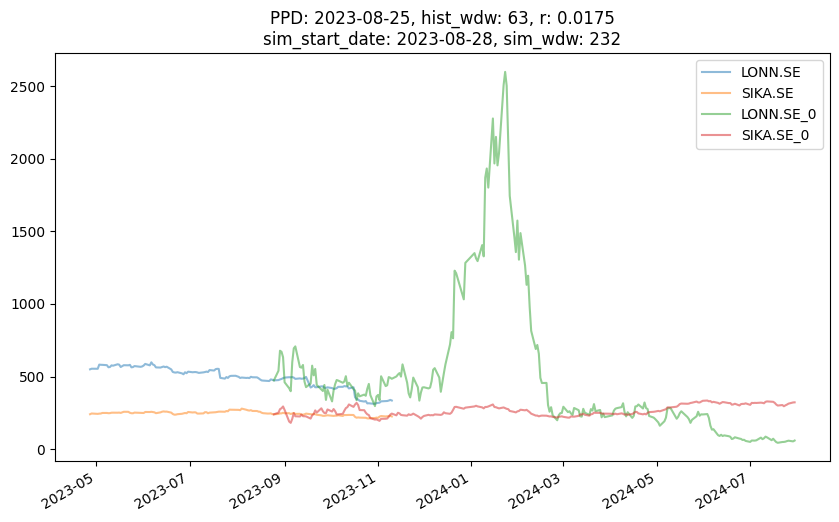 PPD: 2023-08-25, hist_wdw: 63, r: 0.0175
sim_start_date: 2023-08-28, sim_wdw: 232
LONN.SE
SIKA.SE
LONN.SE_0
SIKA.SE_0
2500
2000
1500
1000
500
0
2023-05
2023-07
2023-09
2023-11
2024-01
2024-03
2024-05
2024-07